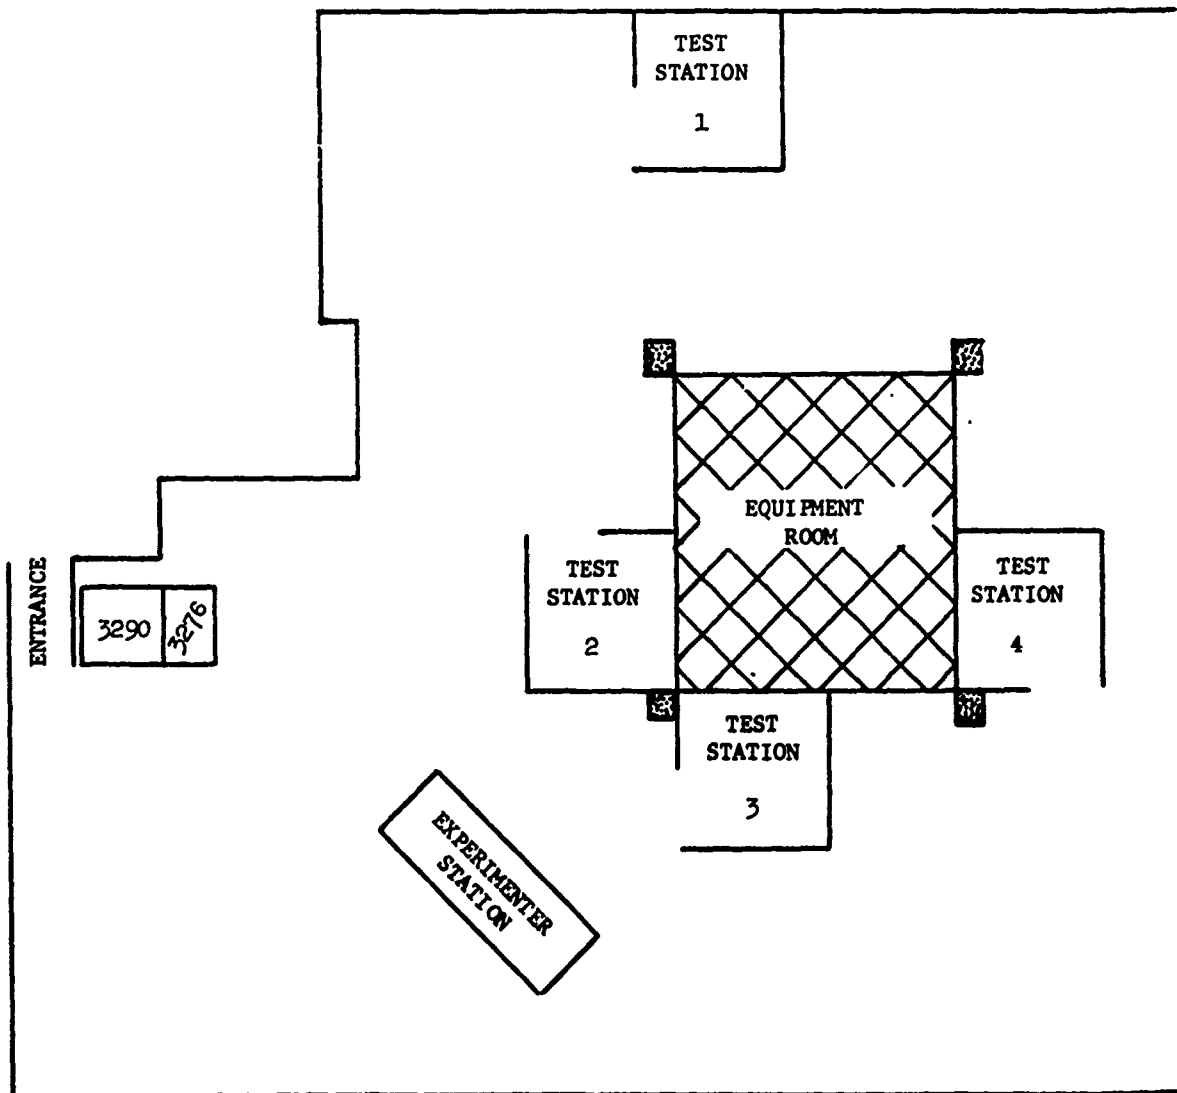 TEST
STATION
1
EQUIPMENT
ROOM
ENTRANCE
3290
3276
TEST
STATION
2
TEST
STATION
4
TEST
STATION
3
EXPERIMENTER
STATION